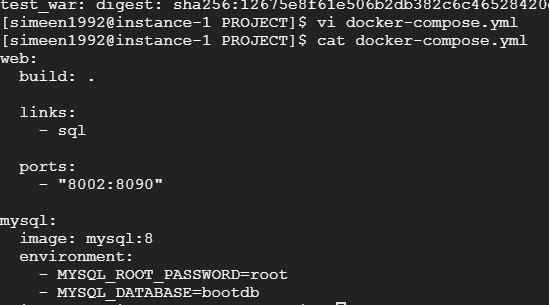 test_war: digest: sha256:12675e8f61e506b2db382c6c46528420
[simeen1992@instance-1 PROJECT]$ vi docker-compose.yml
[simeen1992@instance-1 PROJECT]$ cat docker-compose.yml
web:
  build: .
  links:
    - sql
  ports:
    - "8002:8090"
mysql:
  image: mysql:8
  environment:
    - MYSQL_ROOT_PASSWORD=root
    - MYSQL_DATABASE=bootdb